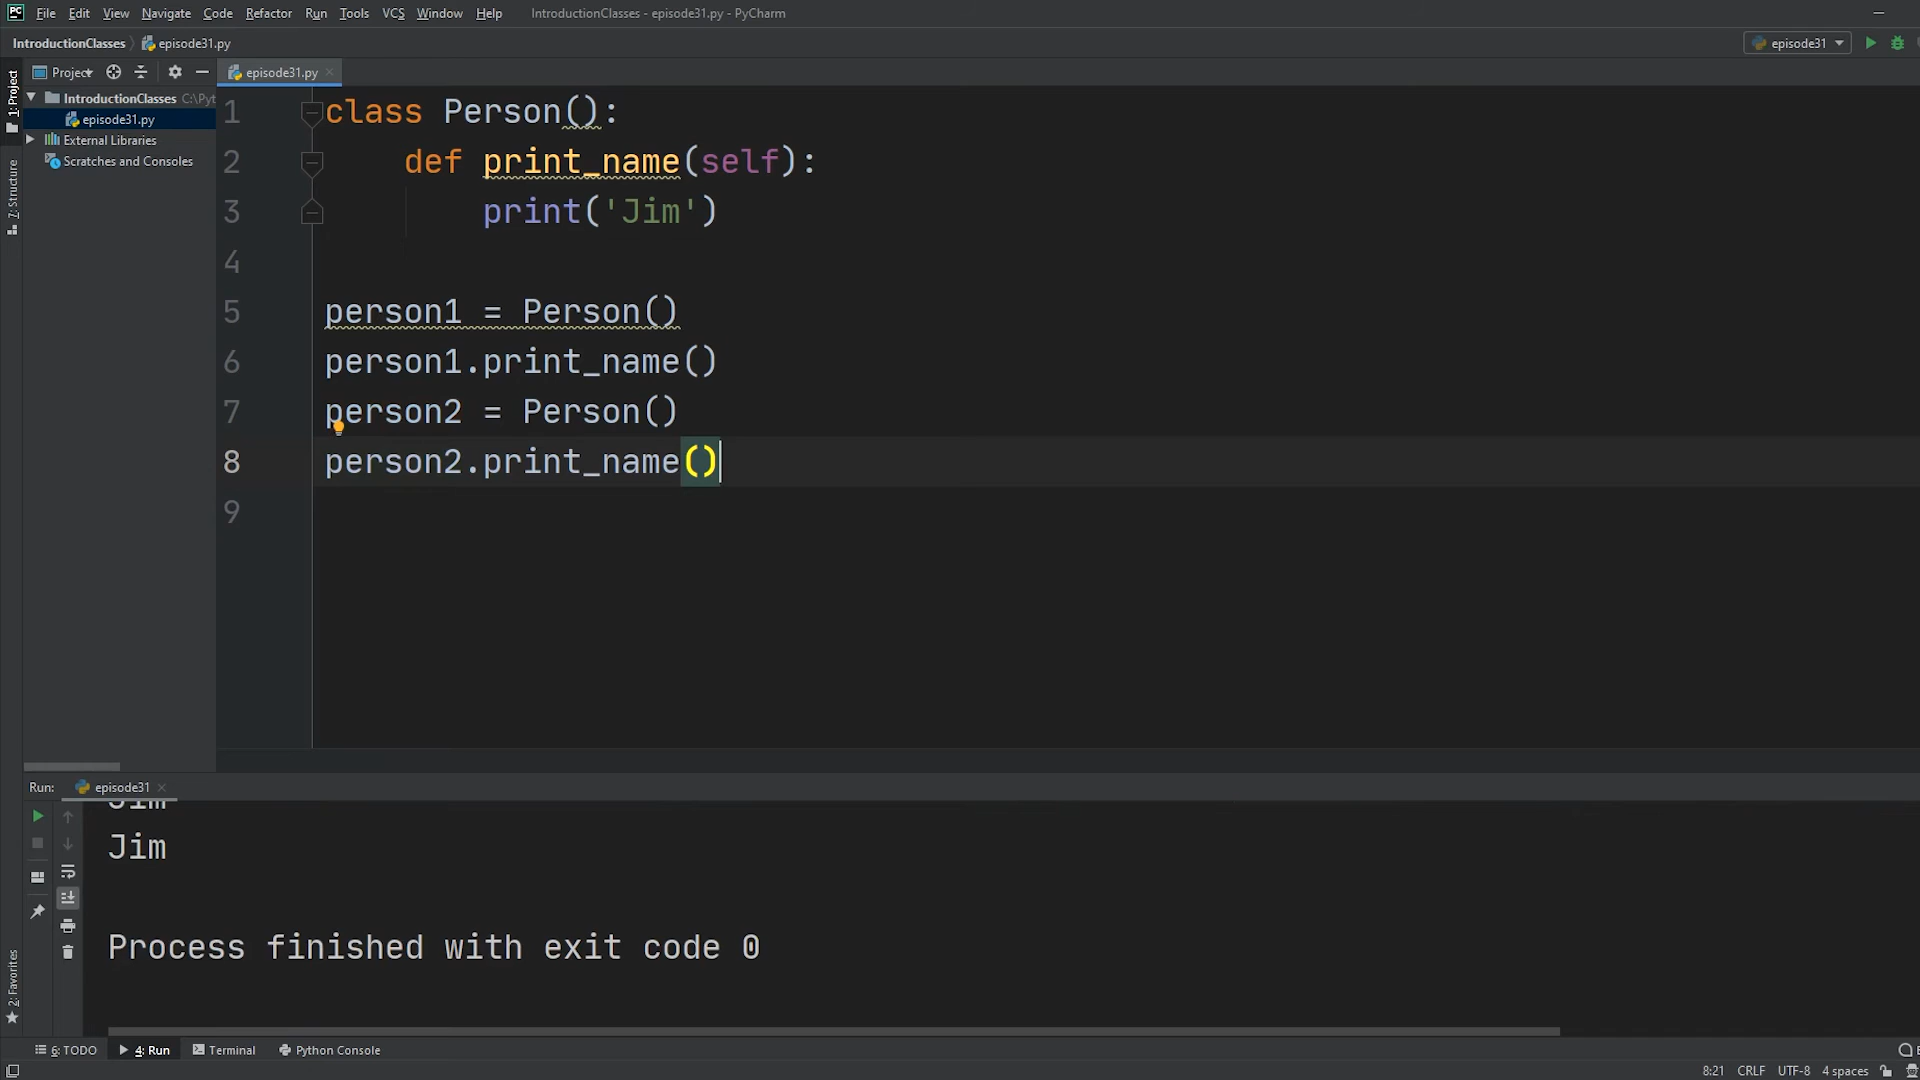 PC File Edit View Navigate Code Refactor Run Tools VCS Window Help IntroductionClasses - episode31.py - PyCharm
IntroductionClasses episode31.py episode31
1: Project
Project episode31.py
IntroductionClasses C:\Pyt
episode31.py
External Libraries
Scratches and Consoles
7: Structure
1 class Person():
2 def print_name(self):
3 print('Jim')
4
5 person1 = Person()
6 person1.print_name()
7 person2 = Person()
8 person2.print_name()
9
Run: episode31
Jim
Jim
Process finished with exit code 0
2: Favorites
6: TODO 4: Run Terminal Python Console
8:21 CRLF UTF-8 4 spaces